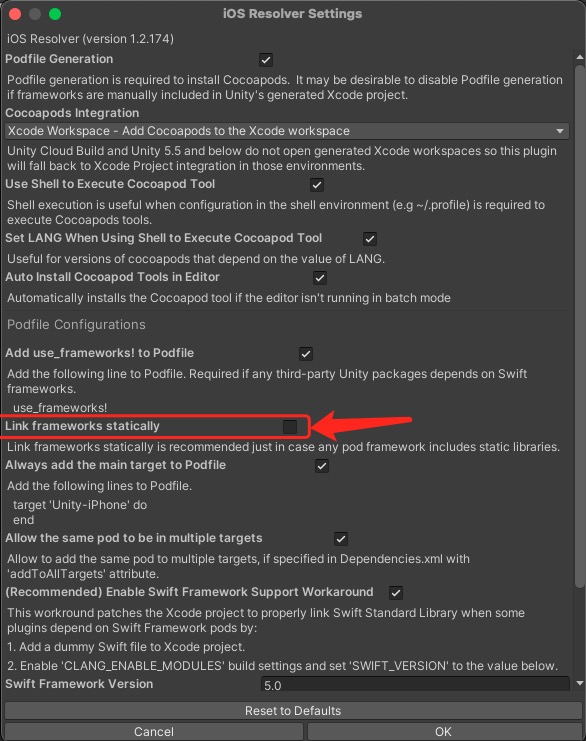 iOS Resolver Settings
iOS Resolver (version 1.2.174)
Podfile Generation
Podfile generation is required to install Cocoapods.  It may be desirable to disable Podfile generation
if frameworks are manually included in Unity's generated Xcode project.
Cocoapods Integration
Xcode Workspace - Add Cocoapods to the Xcode workspace
Unity Cloud Build and Unity 5.5 and below do not open generated Xcode workspaces so this plugin
will fall back to Xcode Project integration in those environments.
Use Shell to Execute Cocoapod Tool
Shell execution is useful when configuration in the shell environment (e.g ~/.profile) is required to
execute Cocoapods tools.
Set LANG When Using Shell to Execute Cocoapod Tool
Useful for versions of cocoapods that depend on the value of LANG.
Auto Install Cocoapod Tools in Editor
Automatically installs the Cocoapod tool if the editor isn't running in batch mode
Podfile Configurations
Add use_frameworks! to Podfile
Add the following line to Podfile. Required if any third-party Unity packages depends on Swift
frameworks.
use_frameworks!
Link frameworks statically
Link frameworks statically is recommended just in case any pod framework includes static libraries.
Always add the main target to Podfile
Add the following lines to Podfile.
target 'Unity-iPhone' do
end
Allow the same pod to be in multiple targets
Allow to add the same pod to multiple targets, if specified in Dependencies.xml with
'addToAllTargets' attribute.
(Recommended) Enable Swift Framework Support Workaround
This workround patches the Xcode project to properly link Swift Standard Library when some
plugins depend on Swift Framework pods by:
1. Add a dummy Swift file to Xcode project.
2. Enable 'CLANG_ENABLE_MODULES' build settings and set 'SWIFT_VERSION' to the value below.
Swift Framework Version
5.0
Reset to Defaults
Cancel
OK